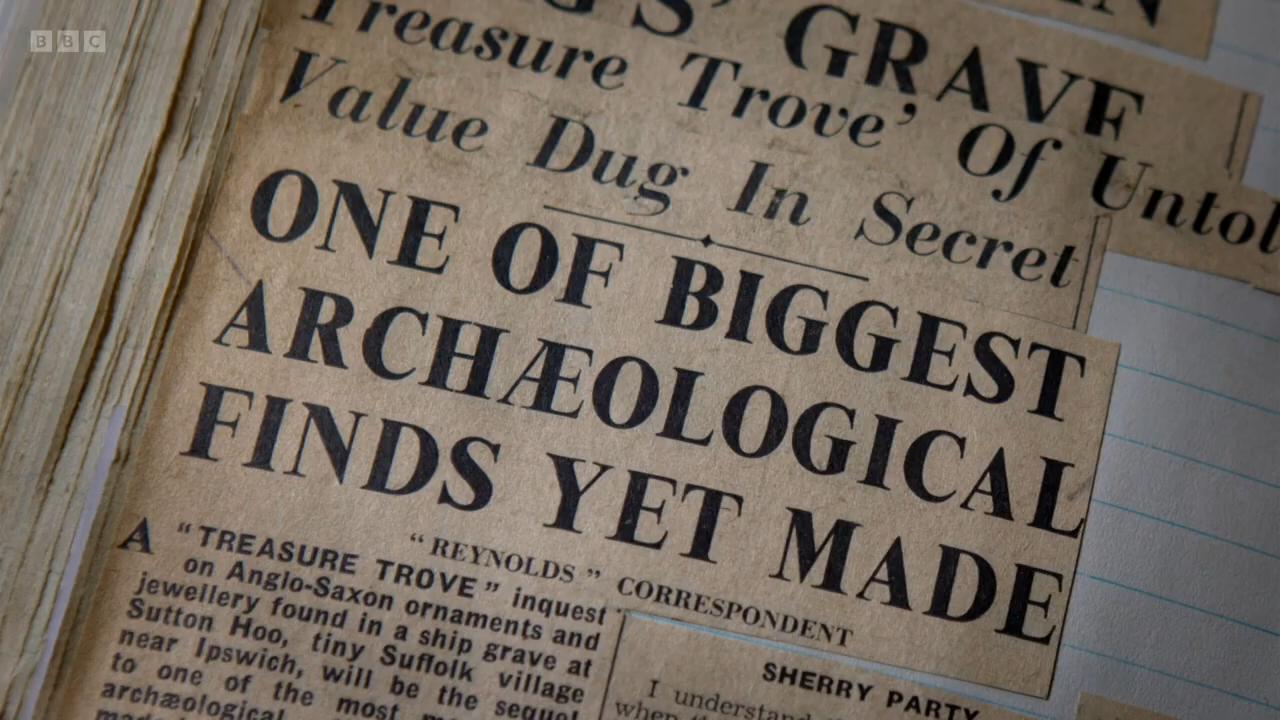 BBC
GRAVE
Treasure Trove' Of
Value Dug In Secret
ONE OF BIGGEST
ARCHÆOLOGICAL
FINDS YET MADE
“ REYNOLDS ” CORRESPONDENT
A “TREASURE TROVE” inquest
on Anglo-Saxon ornaments and
jewellery found in a ship grave at
Sutton Hoo, tiny Suffolk village
near Ipswich, will be the sequel
to one of the most
archæological
SHERRY PARTY
I understand
when